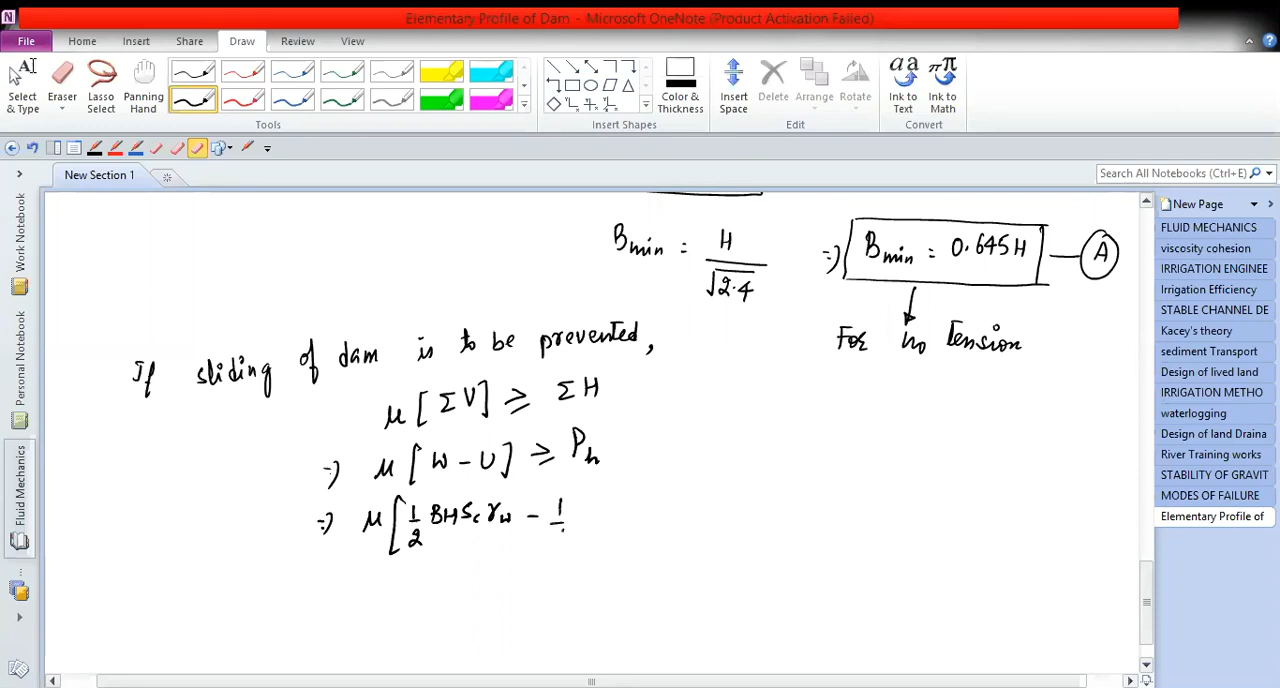 Elementary Profile of Dam - Microsoft OneNote (Product Activation Failed)
File Home Insert Share Draw Review View
Select & Type
Eraser
Lasso Select
Panning Hand
Color & Thickness
Insert Space
Delete
Arrange
Rotate
Ink to Text
Ink to Math
Tools
Insert Shapes
Edit
Convert
New Section 1
Search All Notebooks (Ctrl+E)
Work Notebook
Personal Notebook
Fluid Mechanics
New Page
FLUID MECHANICS
viscosity cohesion
IRRIGATION ENGINEE
Irrigation Efficiency
STABLE CHANNEL DE
Kacey's theory
sediment Transport
Design of lived land
IRRIGATION METHO
waterlogging
Design of land Draina
River Training works
STABILITY OF GRAVIT
MODES OF FAILURE
Elementary Profile of
Bmin = H / √2.4 ⇒ Bmin = 0.645H — A
For no Tension
If sliding of dam is to be prevented,
μ[ΣV] ≥ ΣH
⇒ μ[W - U] ≥ Ph
⇒ μ[1/2 BHScγw - 1/